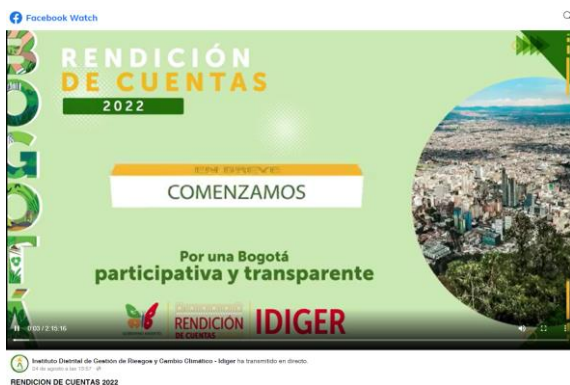 Facebook Watch
BOGOTÁ
RENDICIÓN
DE CUENTAS
2022
EN BREVE
COMENZAMOS
Por una Bogotá
participativa y transparente
RENDICIÓN
DE CUENTAS
IDIGER
0:03 / 2:15:16
Instituto Distrital de Gestión de Riesgos y Cambio Climático - Idiger ha transmitido en directo.
RENDICION DE CUENTAS 2022